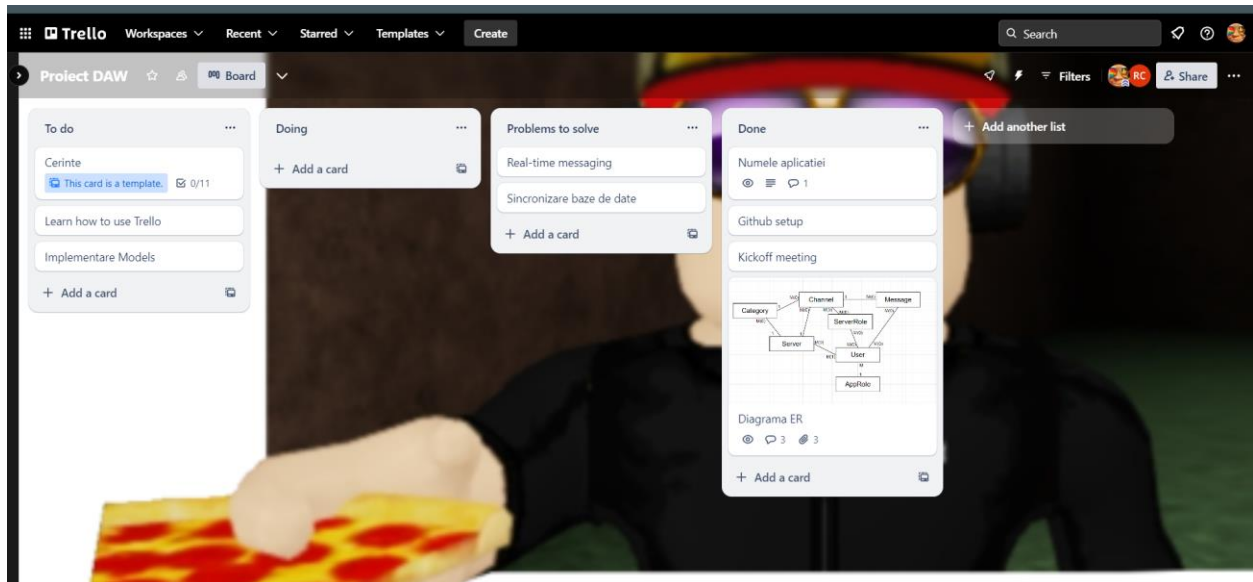 Trello
Workspaces
Recent
Starred
Templates
Create
Search
Proiect DAW
Board
RC
Filters
Share
To do
Cerinte
This card is a template.
0/11
Learn how to use Trello
Implementare Models
+ Add a card
Doing
+ Add a card
Problems to solve
Real-time messaging
Sincronizare baze de date
+ Add a card
Done
Numele aplicatiei
1
Github setup
Kickoff meeting
Category
Channel
Message
ServerRole
Server
User
AppRole
Diagrama ER
3
3
+ Add a card
+ Add another list